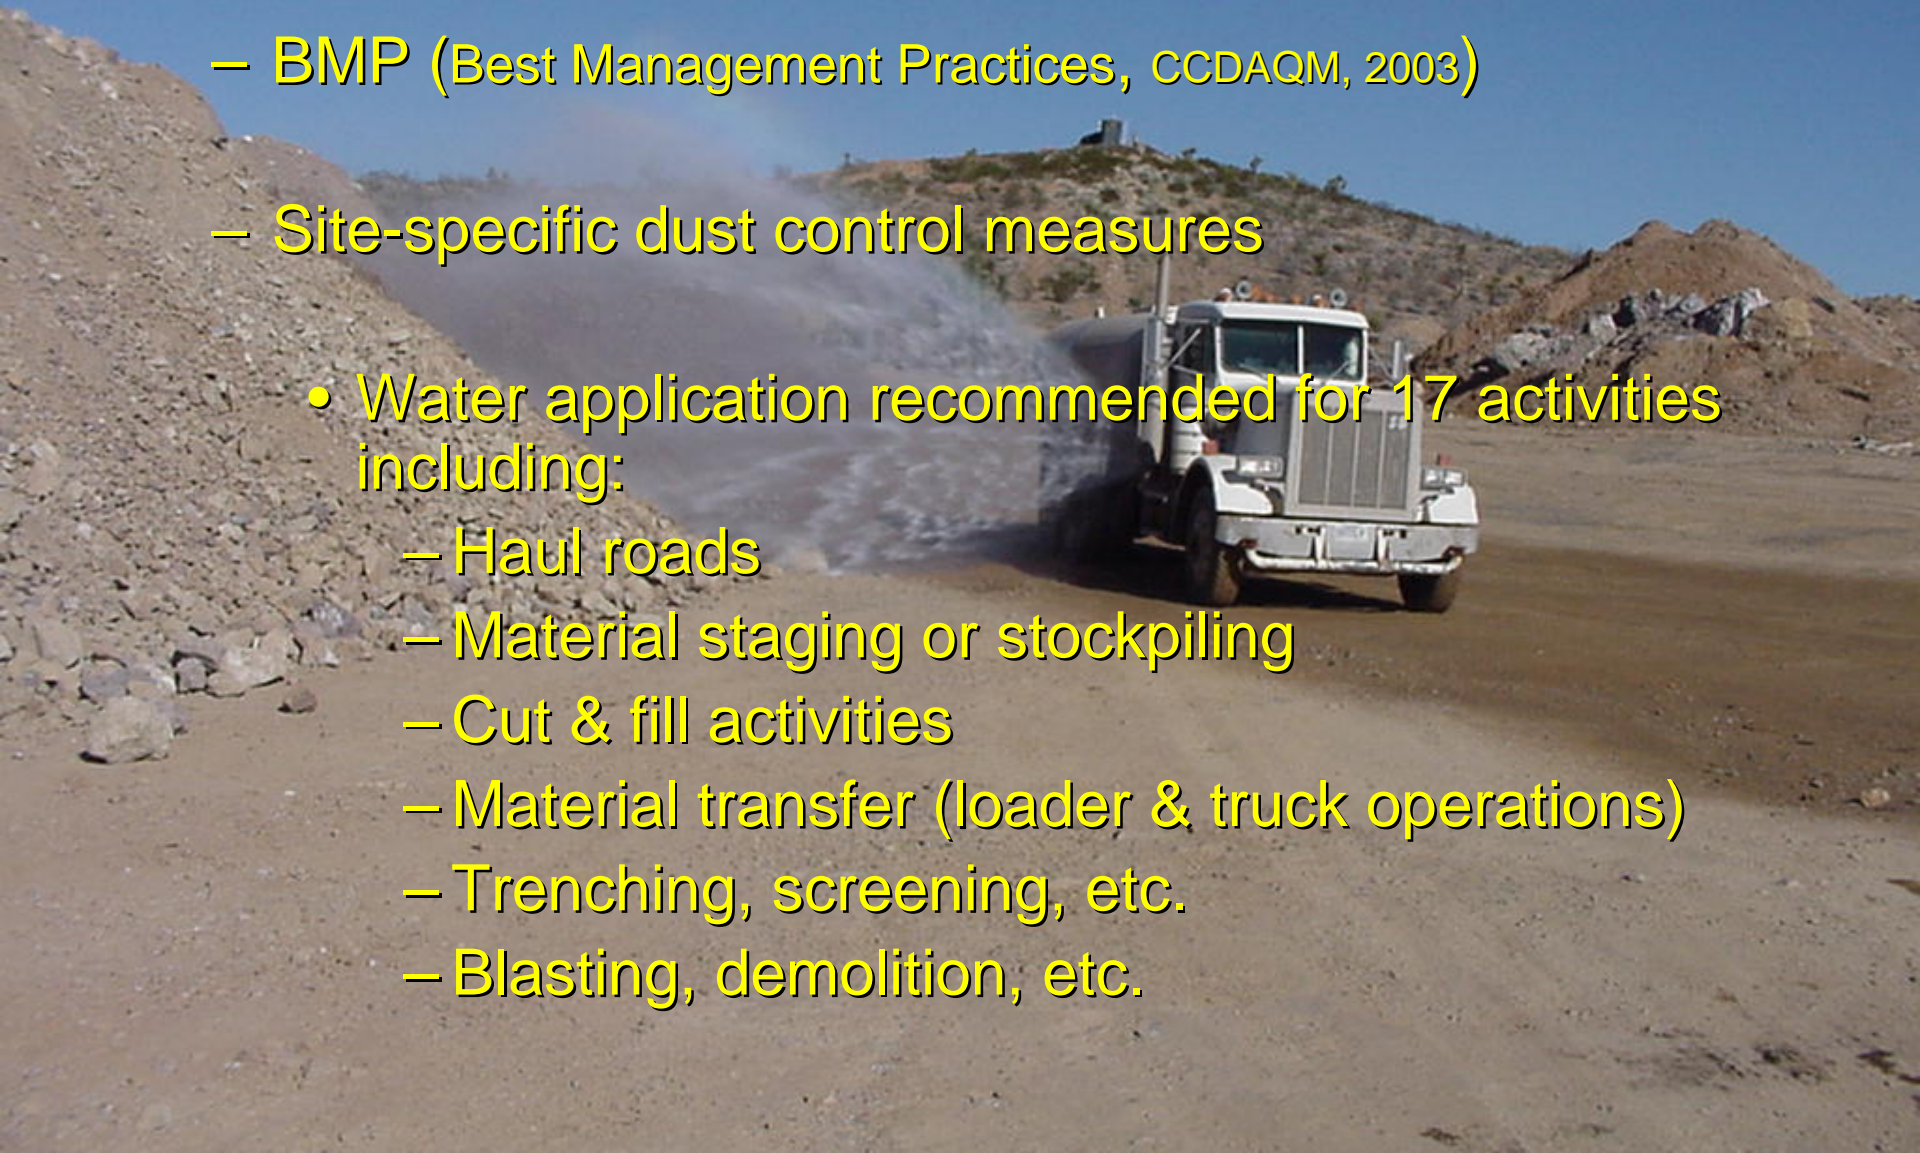 – BMP (Best Management Practices, CCDAQM, 2003)
– Site-specific dust control measures
• Water application recommended for 17 activities
including:
– Haul roads
– Material staging or stockpiling
– Cut & fill activities
– Material transfer (loader & truck operations)
– Trenching, screening, etc.
– Blasting, demolition, etc.